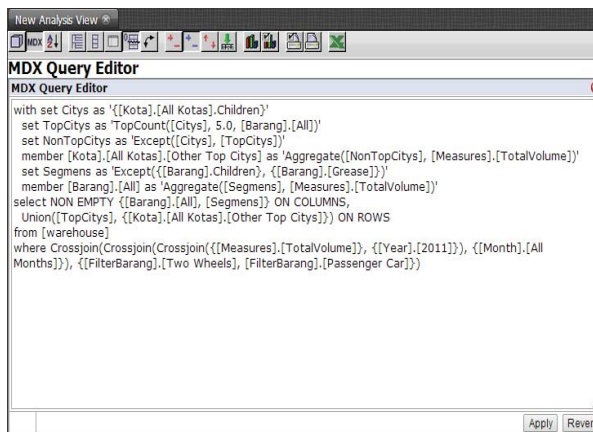 New Analysis View
MDX
MDX Query Editor
MDX Query Editor
with set Citys as '{[Kota].[All Kotas].Children}'
set TopCitys as 'TopCount([Citys], 5.0, [Barang].[All])'
set NonTopCitys as 'Except([Citys], [TopCitys])'
member [Kota].[All Kotas].[Other Top Citys] as 'Aggregate([NonTopCitys], [Measures].[TotalVolume])'
set Segmens as 'Except({[Barang].Children}, {[Barang].[Grease]})'
member [Barang].[All] as 'Aggregate([Segmens], [Measures].[TotalVolume])'
select NON EMPTY {[Barang].[All], [Segmens]} ON COLUMNS,
Union([TopCitys], {[Kota].[All Kotas].[Other Top Citys]}) ON ROWS
from [warehouse]
where Crossjoin(Crossjoin(Crossjoin({[Measures].[TotalVolume]}, {[Year].[2011]}), {[Month].[All
Months]}), {[FilterBarang].[Two Wheels], [FilterBarang].[Passenger Car]})
Apply Rever